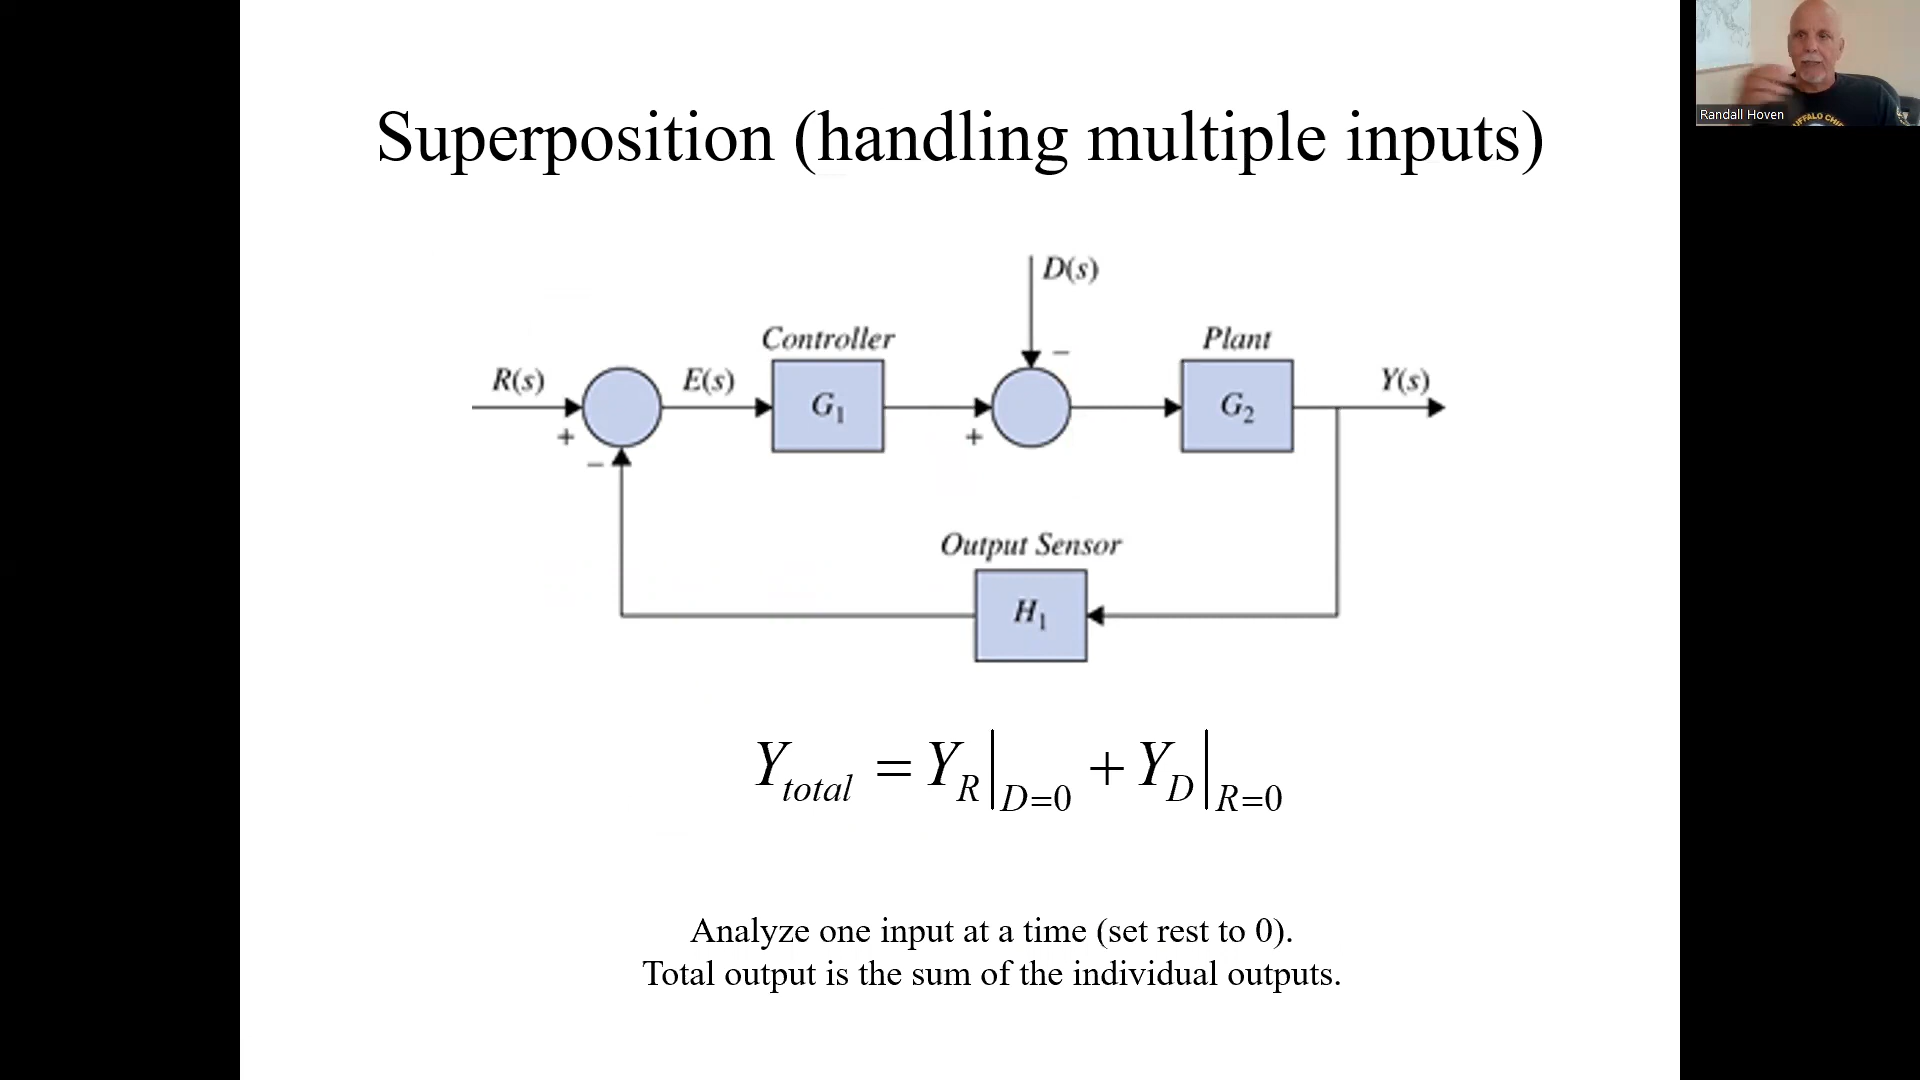 Randall Hoven
Superposition (handling multiple inputs)
D(s)
Controller
Plant
R(s)
E(s)
Y(s)
G₁
G₂
+
−
+
−
Output Sensor
H₁
Y_total = Y_R|_D=0 + Y_D|_R=0
Analyze one input at a time (set rest to 0).
Total output is the sum of the individual outputs.